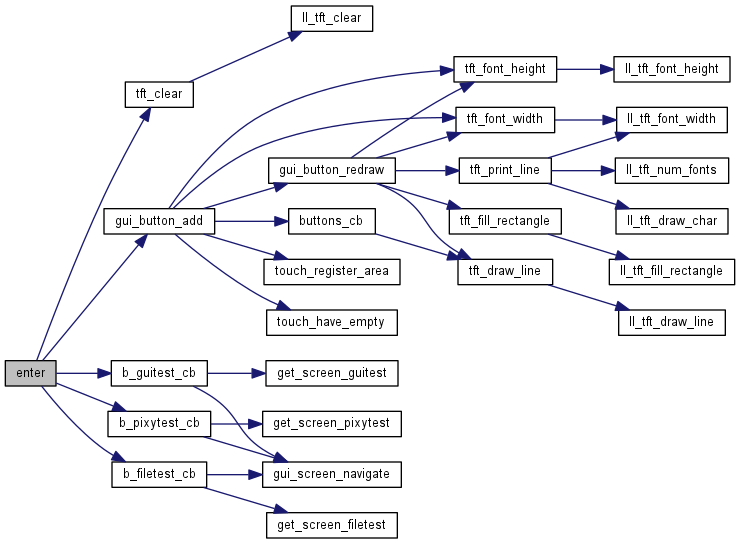 ll_tft_clear
tft_font_height
ll_tft_font_height
tft_clear
tft_font_width
ll_tft_font_width
gui_button_redraw
tft_print_line
ll_tft_num_fonts
gui_button_add
buttons_cb
tft_fill_rectangle
ll_tft_draw_char
touch_register_area
tft_draw_line
ll_tft_fill_rectangle
touch_have_empty
ll_tft_draw_line
enter
b_guitest_cb
get_screen_guitest
b_pixytest_cb
get_screen_pixytest
b_filetest_cb
gui_screen_navigate
get_screen_filetest